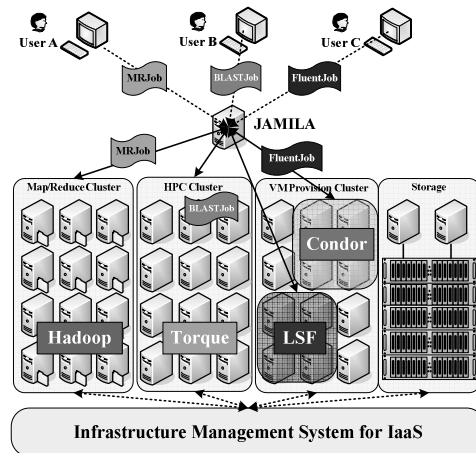 User A
User B
User C
MRJob
BLASTJob
FluentJob
JAMILA
MRJob
FluentJob
Map/Reduce Cluster
HPC Cluster
VM Provision Cluster
Storage
BLASTJob
Condor
Hadoop
Torque
LSF
Infrastructure Management System for IaaS